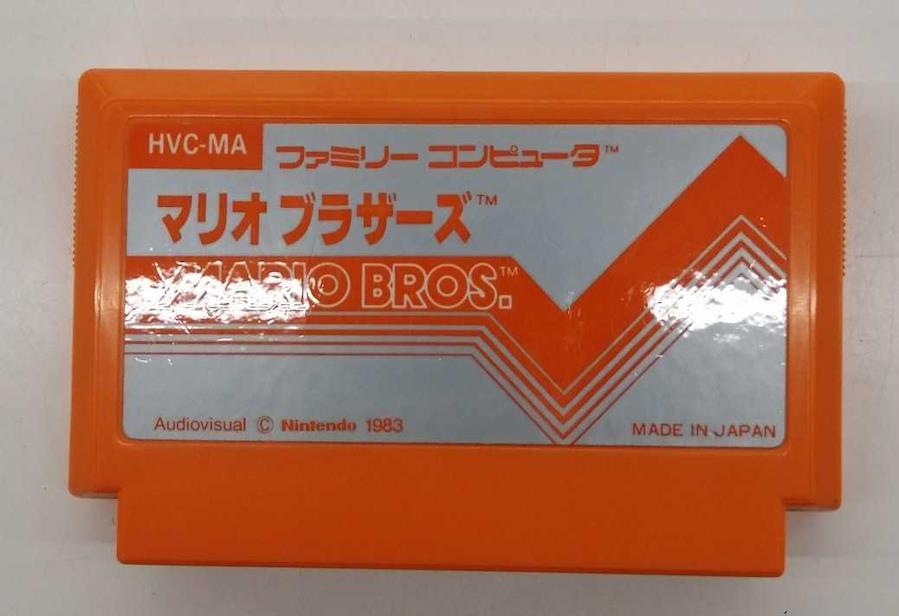 HVC-MA
ファミリー コンピュータ™
マリオ ブラザーズ™
MARIO BROS.™
Audiovisual © Nintendo 1983
MADE IN JAPAN